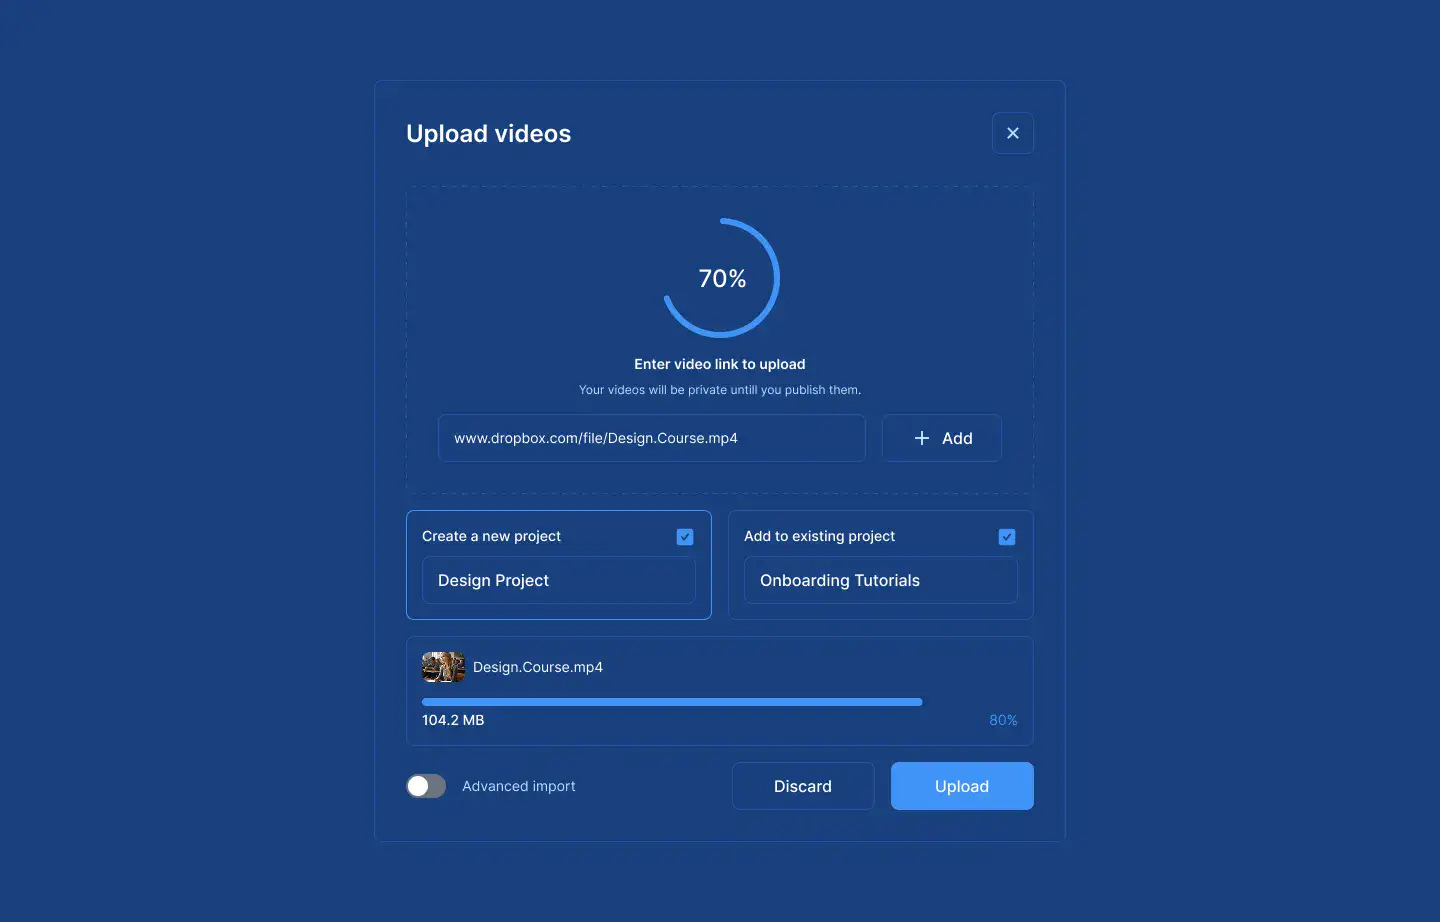 Upload videos
70%
Enter video link to upload
Your videos will be private untill you publish them.
www.dropbox.com/file/Design.Course.mp4
Add
Create a new project
Add to existing project
Design Project
Onboarding Tutorials
Design.Course.mp4
104.2 MB
80%
Advanced import
Discard
Upload